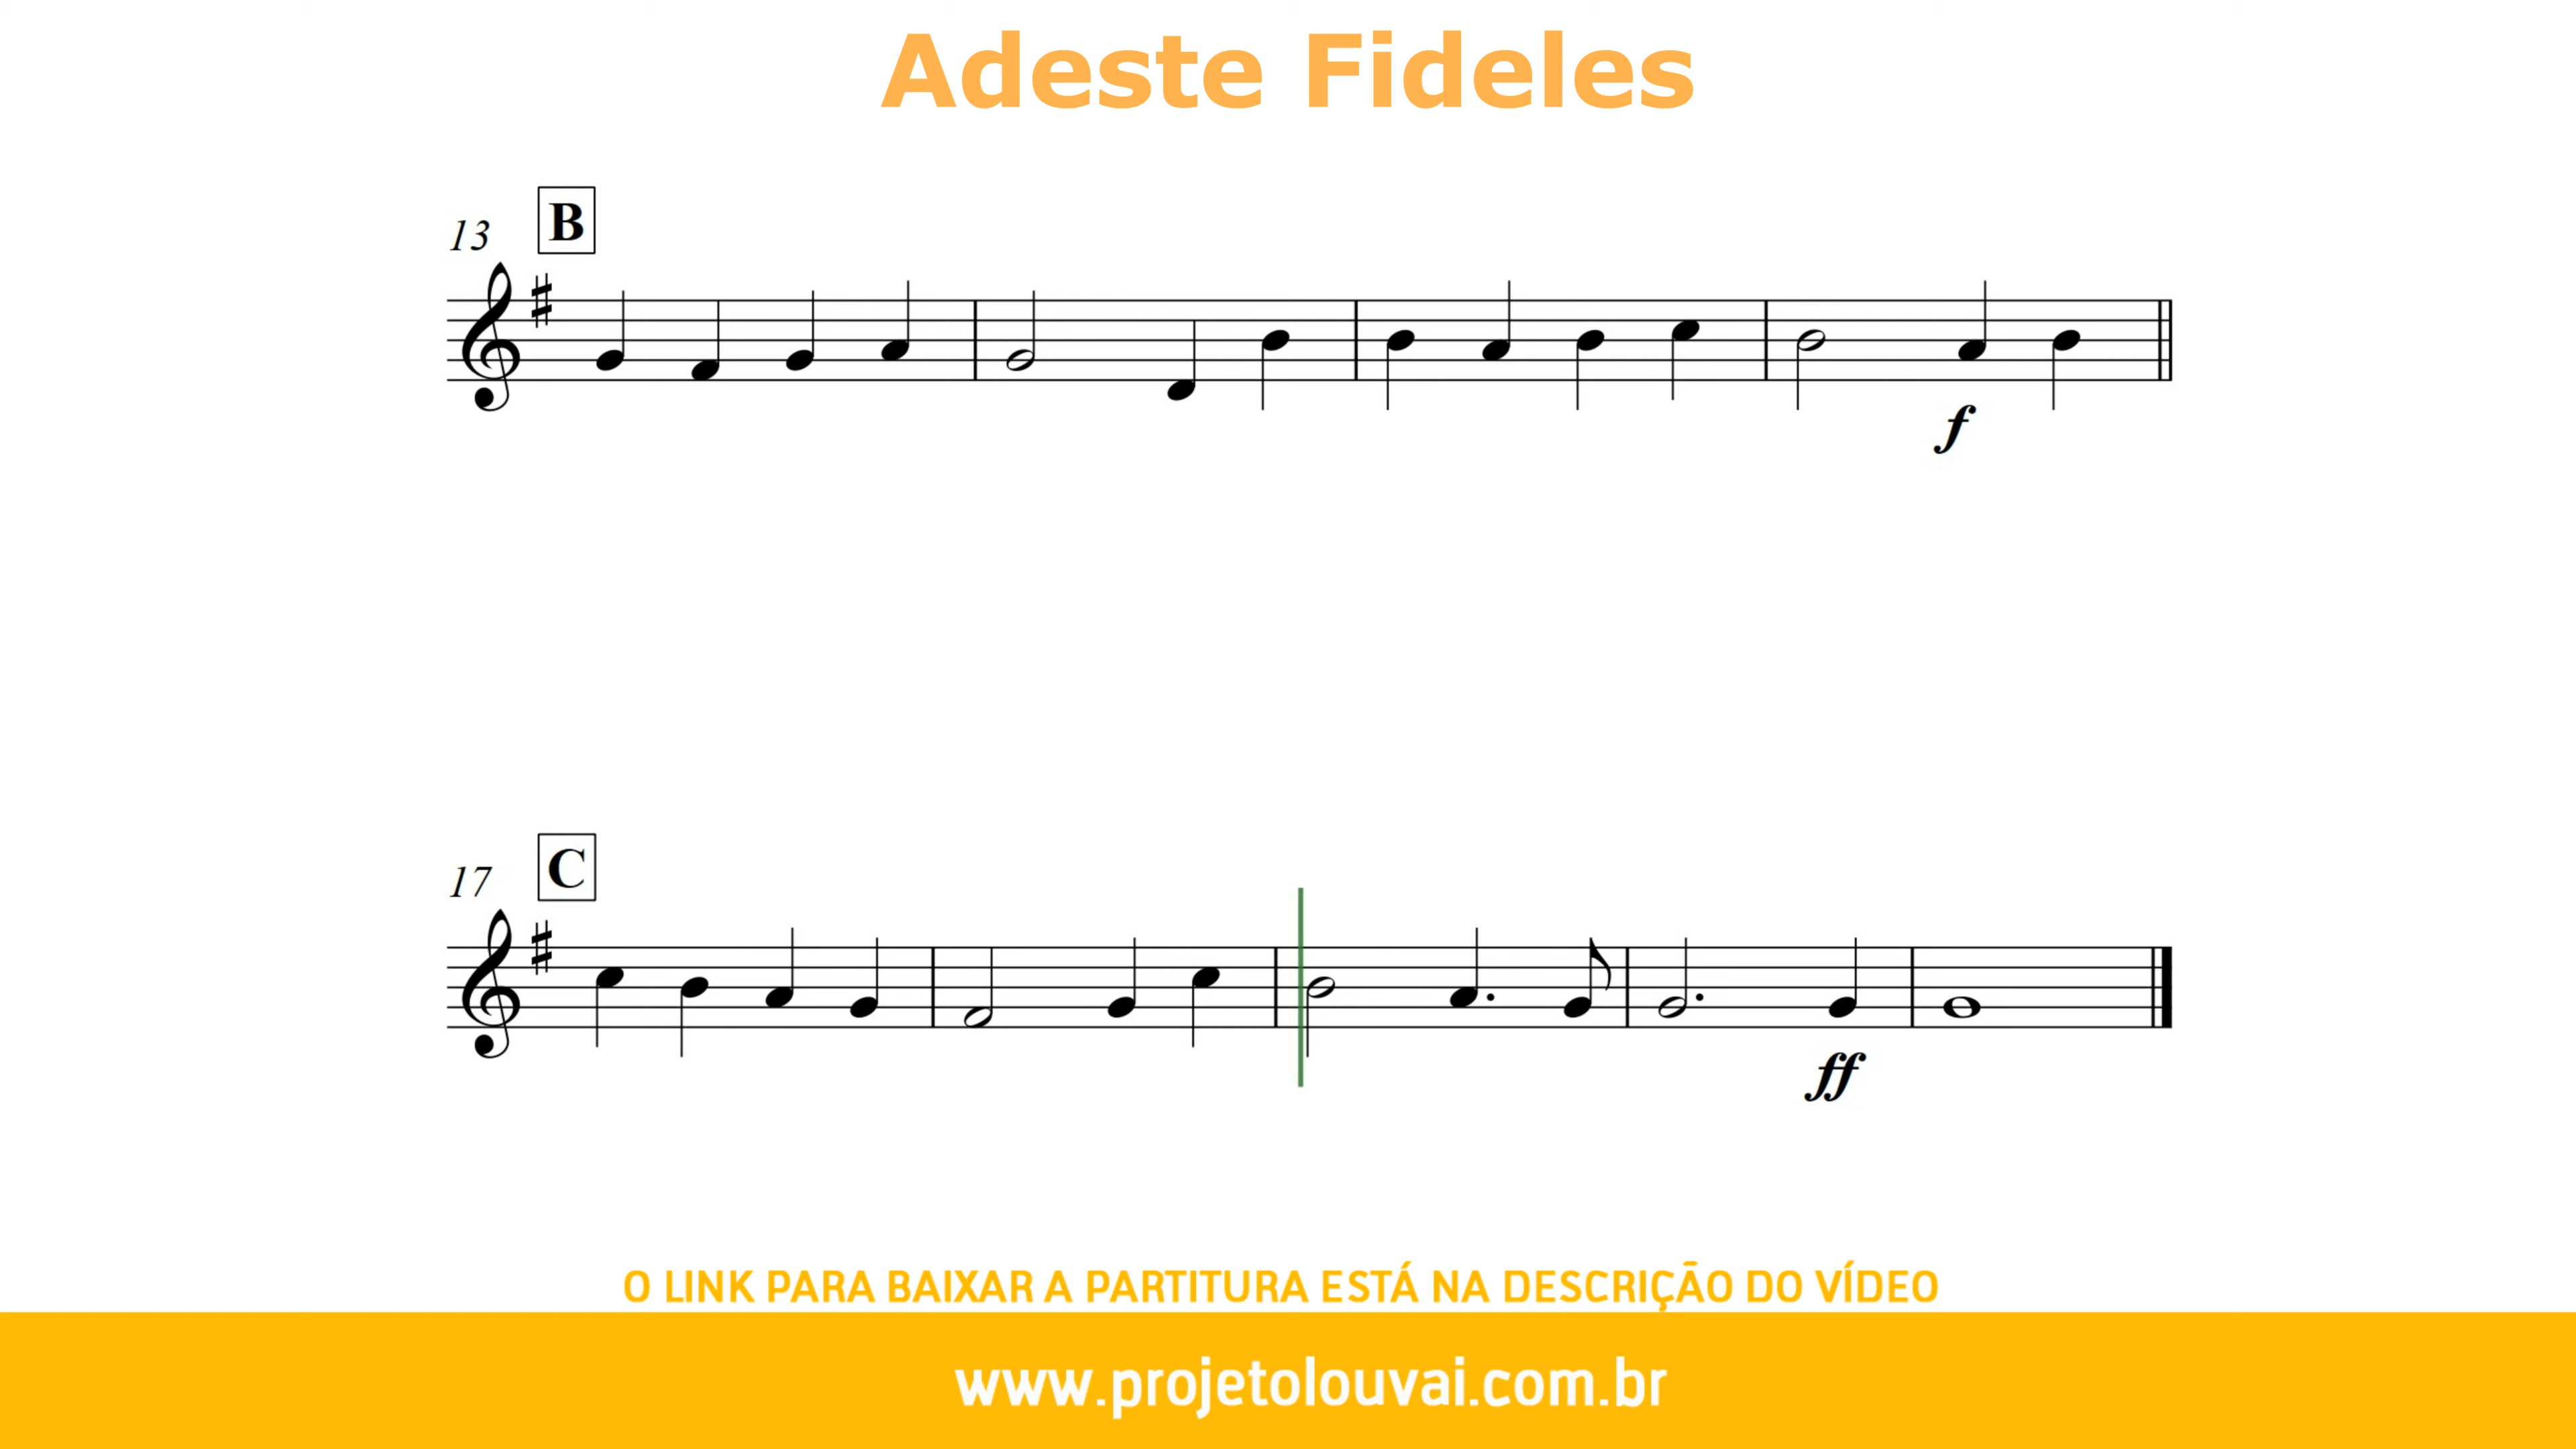 Adeste Fideles
13
B
f
17
C
ff
O LINK PARA BAIXAR A PARTITURA ESTÁ NA DESCRIÇÃO DO VÍDEO
www.projetolouvai.com.br